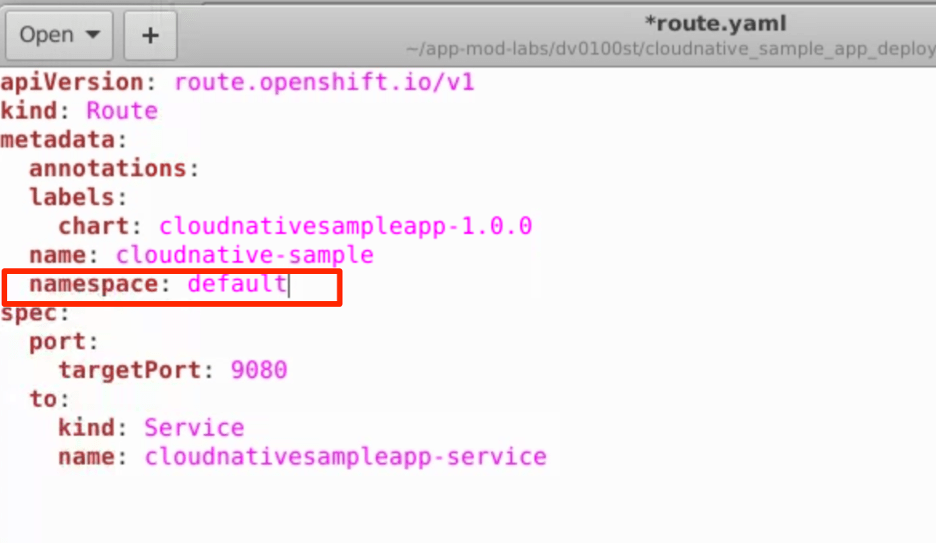 Open +
*route.yaml
~/app-mod-labs/dv0100st/cloudnative_sample_app_deploy
apiVersion: route.openshift.io/v1
kind: Route
metadata:
  annotations:
  labels:
    chart: cloudnativesampleapp-1.0.0
  name: cloudnative-sample
  namespace: default
spec:
  port:
    targetPort: 9080
  to:
    kind: Service
    name: cloudnativesampleapp-service